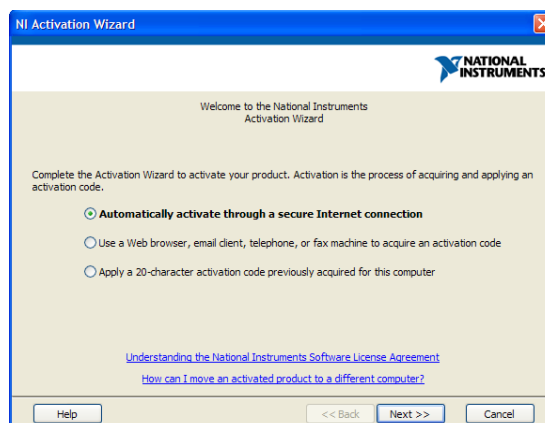 NI Activation Wizard
NATIONAL
INSTRUMENTS
Welcome to the National Instruments
Activation Wizard
Complete the Activation Wizard to activate your product. Activation is the process of acquiring and applying an
activation code.
Automatically activate through a secure Internet connection
Use a Web browser, email client, telephone, or fax machine to acquire an activation code
Apply a 20-character activation code previously acquired for this computer
Understanding the National Instruments Software License Agreement
How can I move an activated product to a different computer?
Help
<< Back
Next >>
Cancel